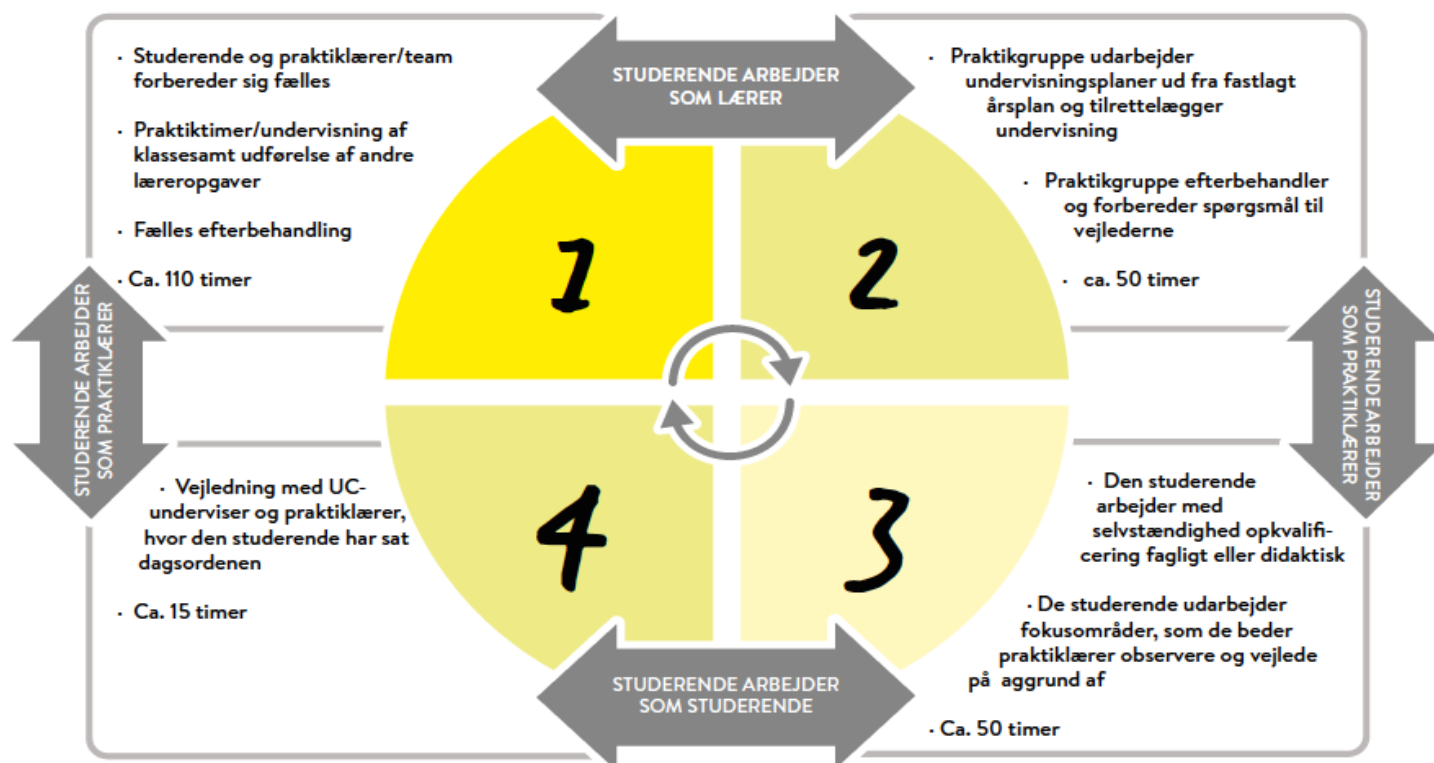 STUDERENDE ARBEJDER
SOM LÆRER
· Studerende og praktiklærer/team
forbereder sig fælles
· Praktiktimer/undervisning af
klassesamt udførelse af andre
læreropgaver
· Fælles efterbehandling
· Ca. 110 timer
1
· Praktikgruppe udarbejder
undervisningsplaner ud fra fastlagt
årsplan og tilrettelægger
undervisning
· Praktikgruppe efterbehandler
og forbereder spørgsmål til
vejlederne
· ca. 50 timer
2
STUDERENDE ARBEJDER
SOM PRAKTIKLÆRER
STUDERENDE ARBEJDER
SOM PRAKTIKLÆRER
· Den studerende
arbejder med
selvstændighed opkvalifi-
cering fagligt eller didaktisk
· De studerende udarbejder
fokusområder, som de beder
praktiklærer observere og vejlede
på aggrund af
· Ca. 50 timer
3
· Vejledning med UC-
underviser og praktiklærer,
hvor den studerende har sat
dagsordenen
· Ca. 15 timer
4
STUDERENDE ARBEJDER
SOM STUDERENDE